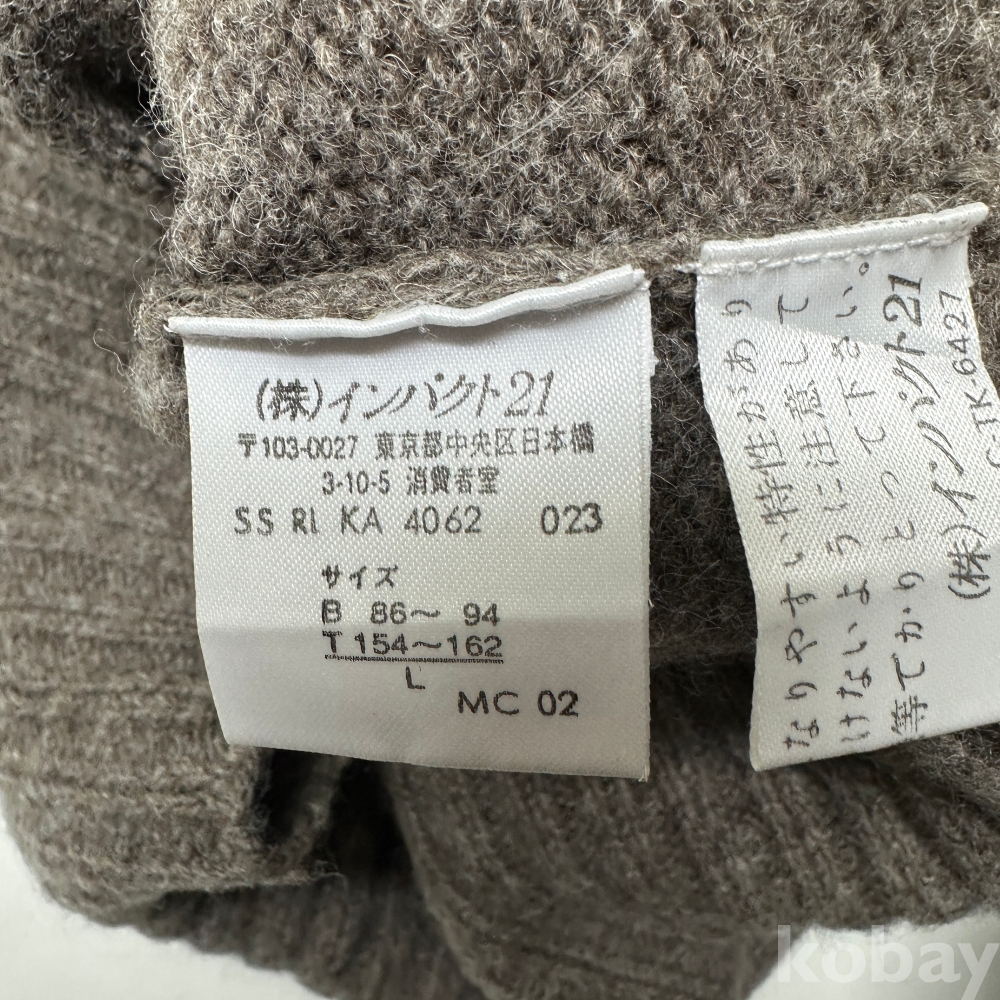 (株)インパクト21
〒103-0027 東京都中央区日本橋
3-10-5 消費者室
SS RI KA 4062 023
サイズ
B 86～ 94
T 154～162
L
MC 02
い特性があり
なりやすい
ように注意して
けないよ
とって下さい。
等でかり
(株)インパクト21
TK-6427
kobay